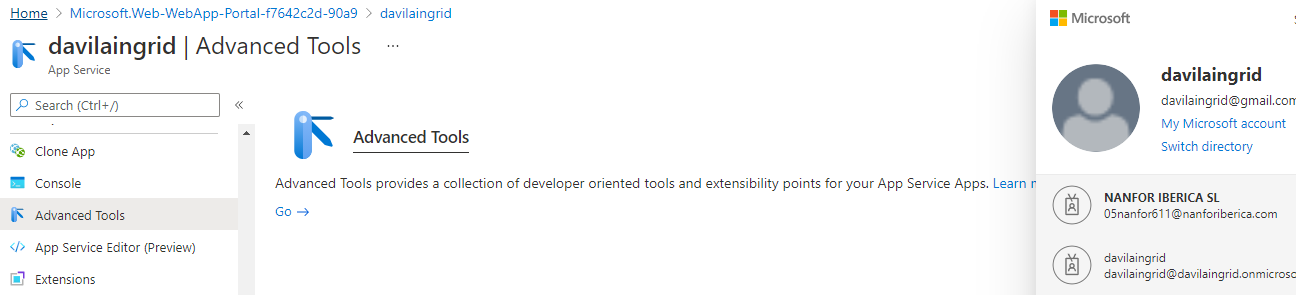 Home > Microsoft.Web-WebApp-Portal-f7642c2d-90a9 > davilaingrid
davilaingrid | Advanced Tools ...
App Service
Search (Ctrl+/) «
Clone App
Console
Advanced Tools
App Service Editor (Preview)
Extensions
Advanced Tools
Advanced Tools provides a collection of developer oriented tools and extensibility points for your App Service Apps. Learn m
Go →
Microsoft
davilaingrid
davilaingrid@gmail.com
My Microsoft account
Switch directory
NANFOR IBERICA SL
05nanfor611@nanforiberica.com
davilaingrid
davilaingrid@davilaingrid.onmicroso